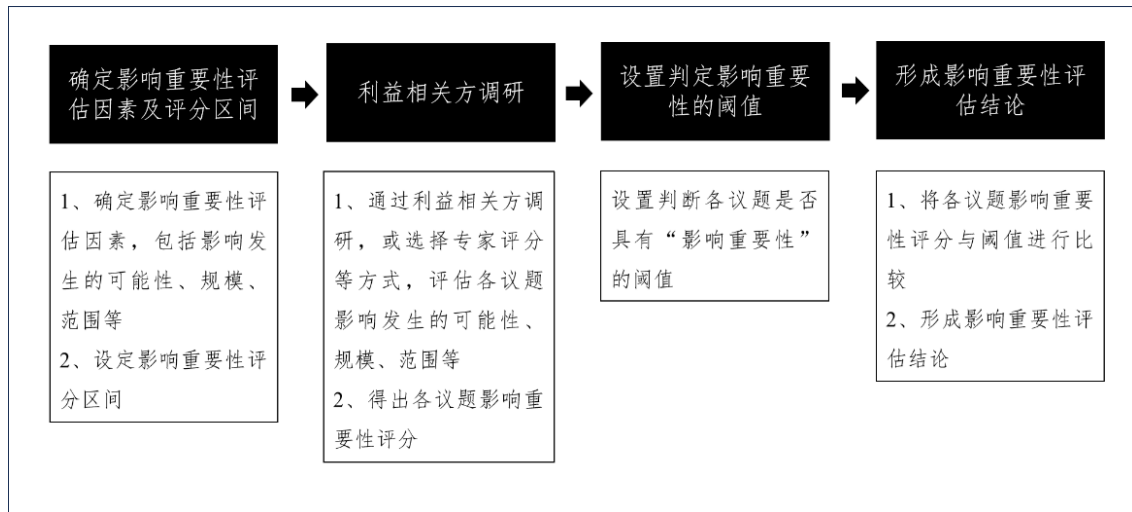 确定影响重要性评
估因素及评分区间
利益相关方调研
设置判定影响重要
性的阈值
形成影响重要性评
估结论
1、确定影响重要性评
估因素，包括影响发
生的可能性、规模、
范围等
2、设定影响重要性评
分区间
1、通过利益相关方调
研，或选择专家评分
等方式，评估各议题
影响发生的可能性、
规模、范围等
2、得出各议题影响重
要性评分
设置判断各议题是否
具有“影响重要性”
的阈值
1、将各议题影响重要
性评分与阈值进行比
较
2、形成影响重要性评
估结论